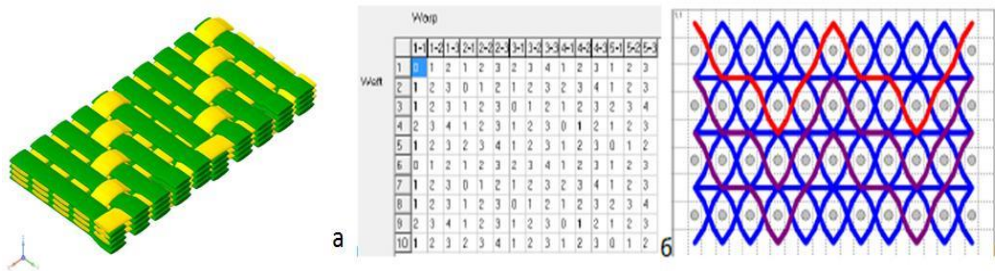 Warp
Weft
1-1 1-2 1-3 2-1 2-2 2-3 3-1 3-2 3-3 4-1 4-2 4-3 5-1 5-2 5-3
1 0 1 2 1 2 3 2 3 4 1 2 3 1 2 3
2 1 2 3 0 1 2 1 2 3 2 3 4 1 2 3
3 1 2 3 1 2 3 0 1 2 1 2 3 2 3 4
4 2 3 4 1 2 3 1 2 3 0 1 2 1 2 3
5 1 2 3 2 3 4 1 2 3 1 2 3 0 1 2
6 0 1 2 1 2 3 2 3 4 1 2 3 1 2 3
7 1 2 3 0 1 2 1 2 3 2 3 4 1 2 3
8 1 2 3 1 2 3 0 1 2 1 2 3 2 3 4
9 2 3 4 1 2 3 1 2 3 0 1 2 1 2 3
10 1 2 3 2 3 4 1 2 3 1 2 3 0 1 2
а
б